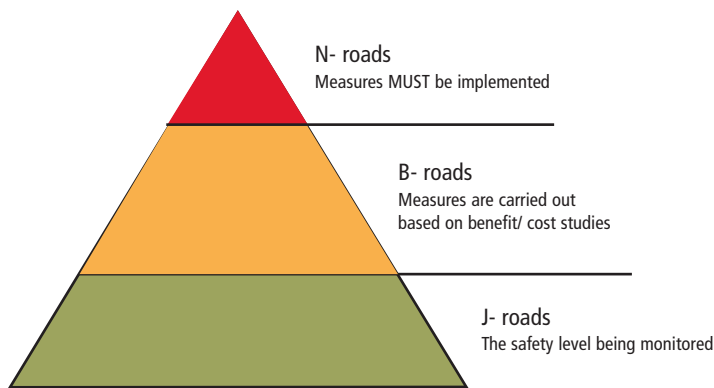 N- roads
Measures MUST be implemented
B- roads
Measures are carried out
based on benefit/ cost studies
J- roads
The safety level being monitored